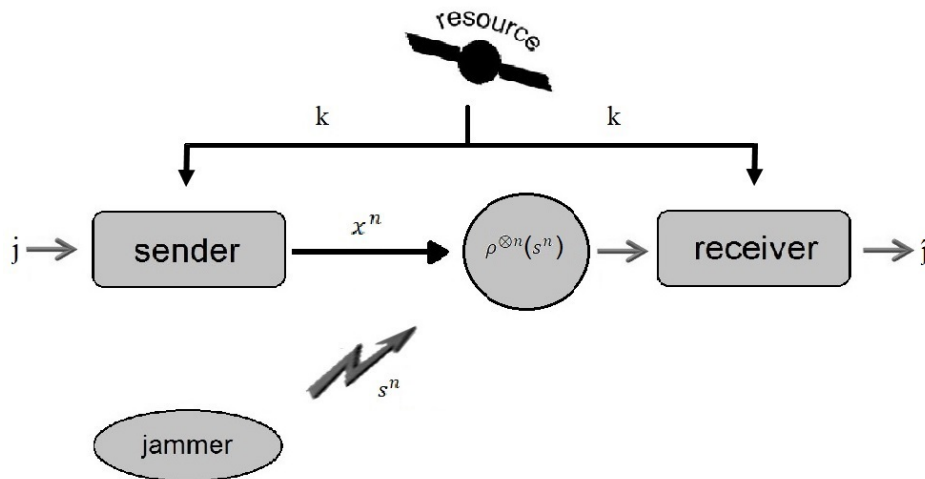 resource
k
k
j
sender
xⁿ
ρ^{⊗n}(sⁿ)
receiver
ĵ
sⁿ
jammer